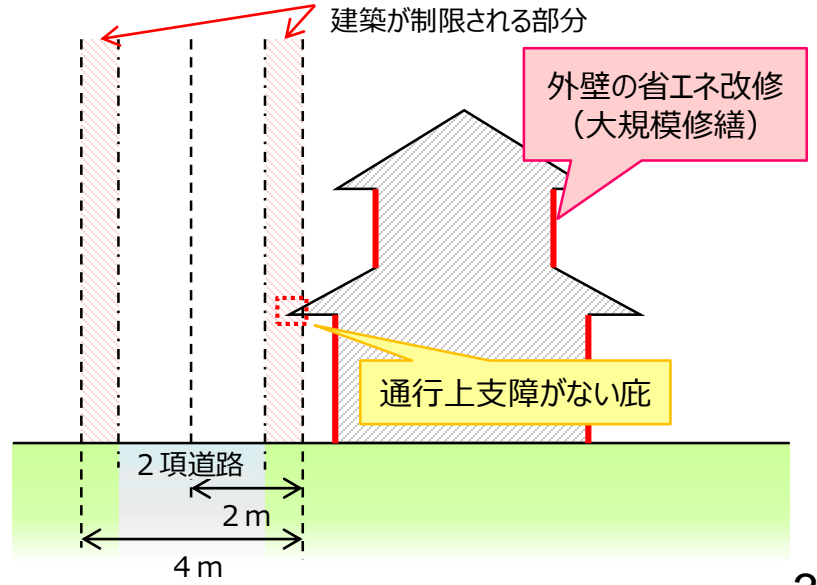 建築が制限される部分
外壁の省エネ改修
（大規模修繕）
通行上支障がない庇
２項道路
２ｍ
４ｍ